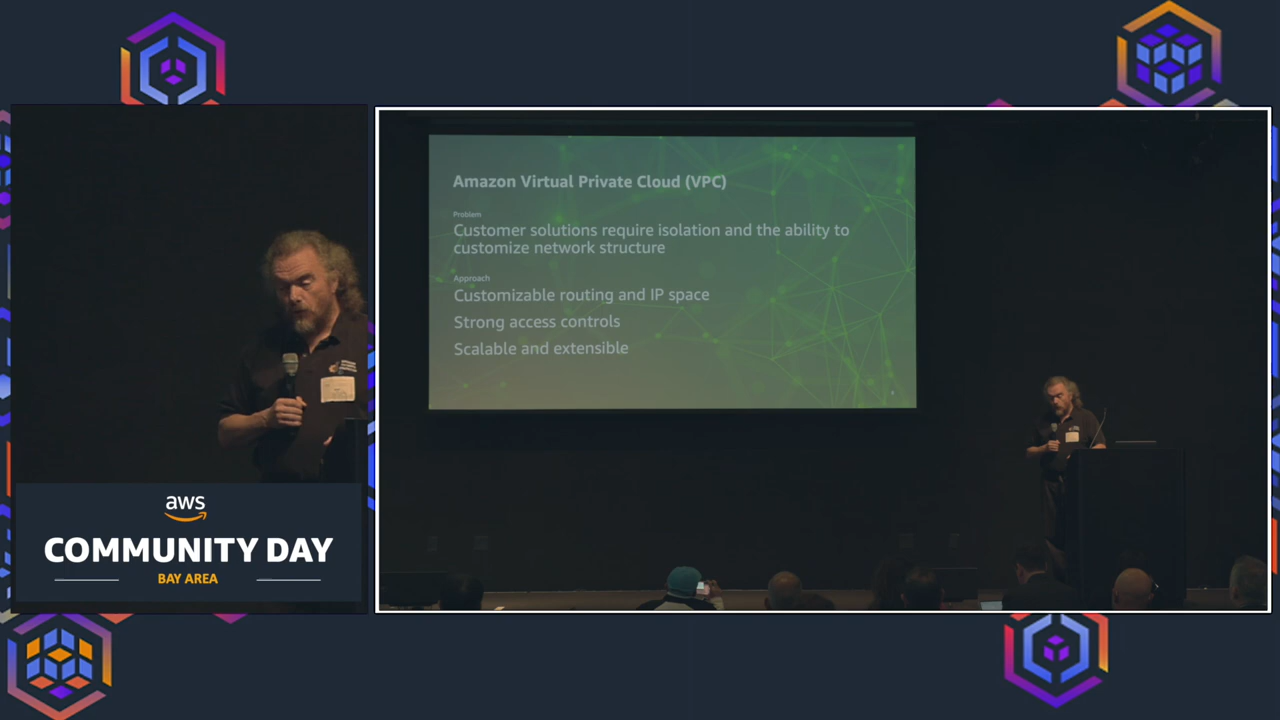 Amazon Virtual Private Cloud (VPC)
Problem
Customer solutions require isolation and the ability to
customize network structure
Approach
Customizable routing and IP space
Strong access controls
Scalable and extensible
aws
COMMUNITY DAY
BAY AREA